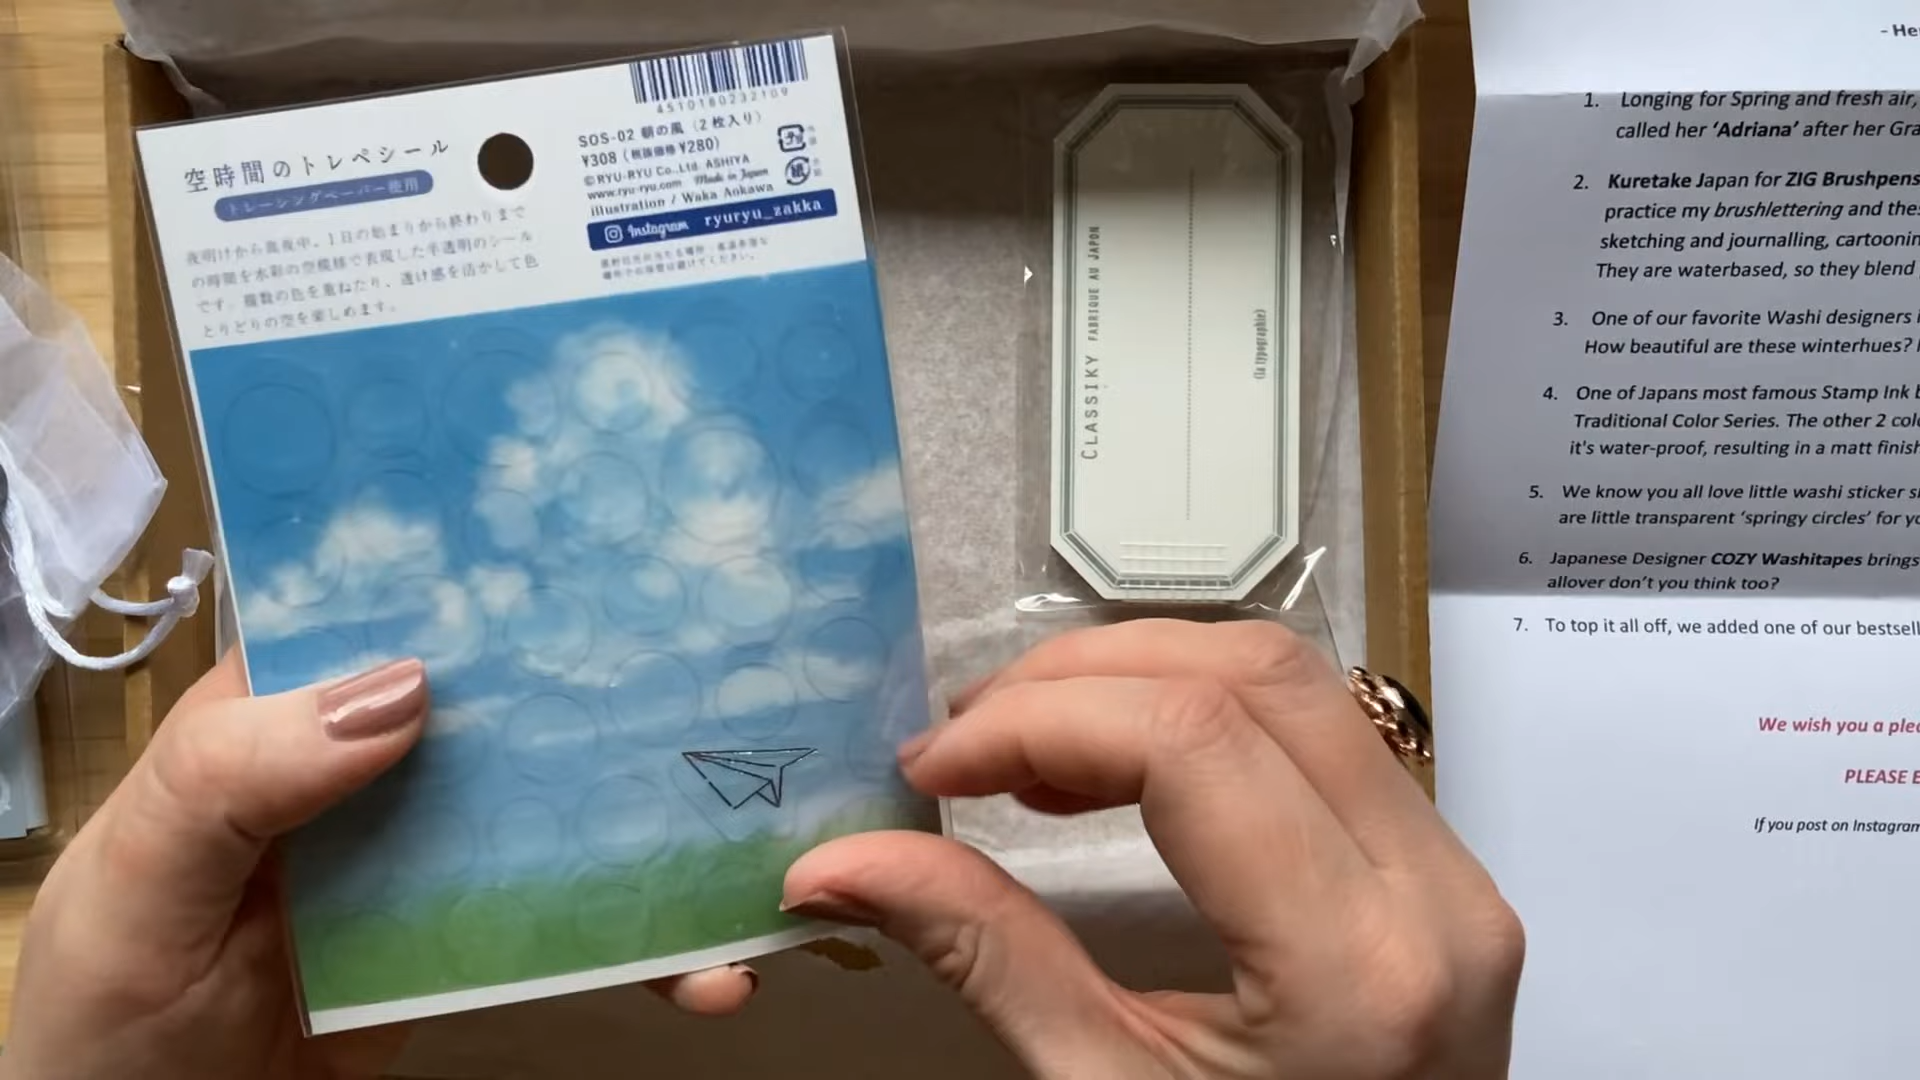 4510180232109
SOS-02 朝の風 (2枚入り)
¥308 (税抜価格 ¥280)
©RYU-RYU Co.,Ltd. ASHIYA
www.ryu-ryu.com Made in Japan
illustration / Waka Aokawa
Instagram ryuryu_zakka
空時間のトレペシール
トレーシングペーパー使用
夜明けから真夜中、1日の始まりから終わりまで
の時間を水彩の空模様で表現した半透明のシール
です。複数の色を重ねたり、透け感を活かして色
とりどりの空を楽しめます。
紙
CLASSIKY FABRIQUE AU JAPON
(la typographie)
- He
1. Longing for Spring and fresh air,
called her ‘Adriana’ after her Gra
2. Kuretake Japan for ZIG Brushpens
practice my brushlettering and the
sketching and journalling, cartoonin
They are waterbased, so they blend
3. One of our favorite Washi designers
How beautiful are these winterhues?
4. One of Japans most famous Stamp Ink
Traditional Color Series. The other 2 col
it's water-proof, resulting in a matt finish
5. We know you all love little washi sticker s
are little transparent ‘springy circles’ for yo
6. Japanese Designer COZY Washitapes brings
allover don’t you think too?
7. To top it all off, we added one of our bestsell
We wish you a plea
PLEASE
If you post on Instagram